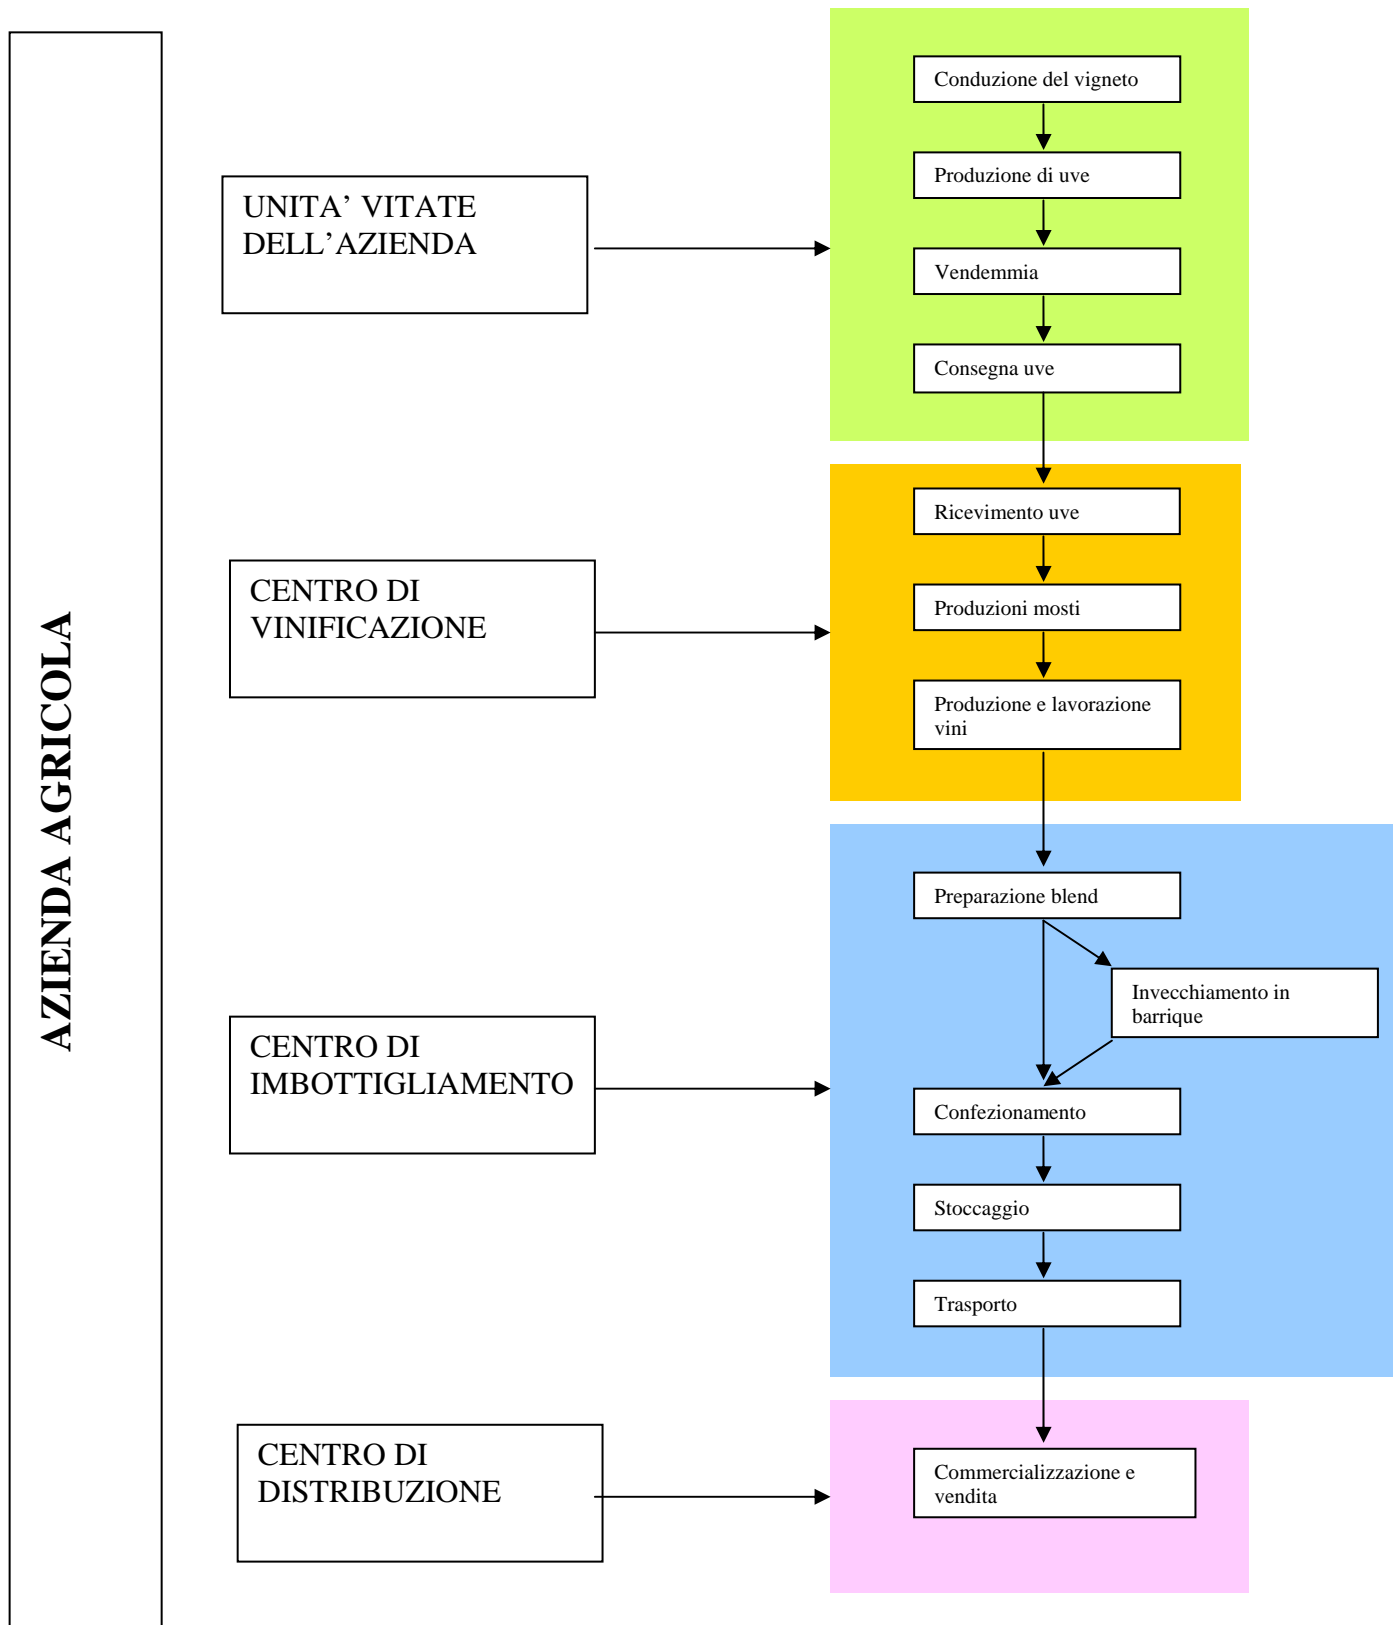 AZIENDA AGRICOLA
UNITA’ VITATE
DELL’AZIENDA
Conduzione del vigneto
Produzione di uve
Vendemmia
Consegna uve
CENTRO DI
VINIFICAZIONE
Ricevimento uve
Produzioni mosti
Produzione e lavorazione
vini
CENTRO DI
IMBOTTIGLIAMENTO
Preparazione blend
Invecchiamento in
barrique
Confezionamento
Stoccaggio
Trasporto
CENTRO DI
DISTRIBUZIONE
Commercializzazione e
vendita